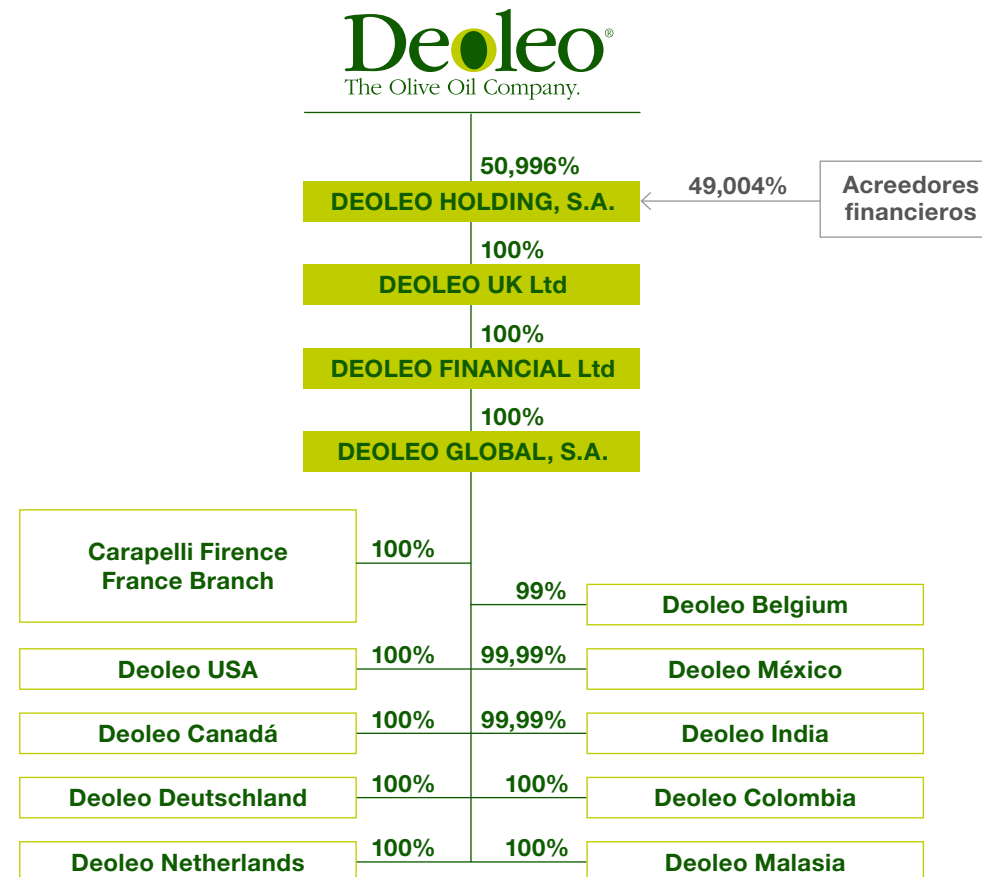 Deoleo®
The Olive Oil Company.
50,996%
DEOLEO HOLDING, S.A.
49,004%
Acreedores
financieros
100%
DEOLEO UK Ltd
100%
DEOLEO FINANCIAL Ltd
100%
DEOLEO GLOBAL, S.A.
Carapelli Firence
France Branch
100%
99%
Deoleo Belgium
Deoleo USA
100%
99,99%
Deoleo México
Deoleo Canadá
100%
99,99%
Deoleo India
Deoleo Deutschland
100%
100%
Deoleo Colombia
Deoleo Netherlands
100%
100%
Deoleo Malasia